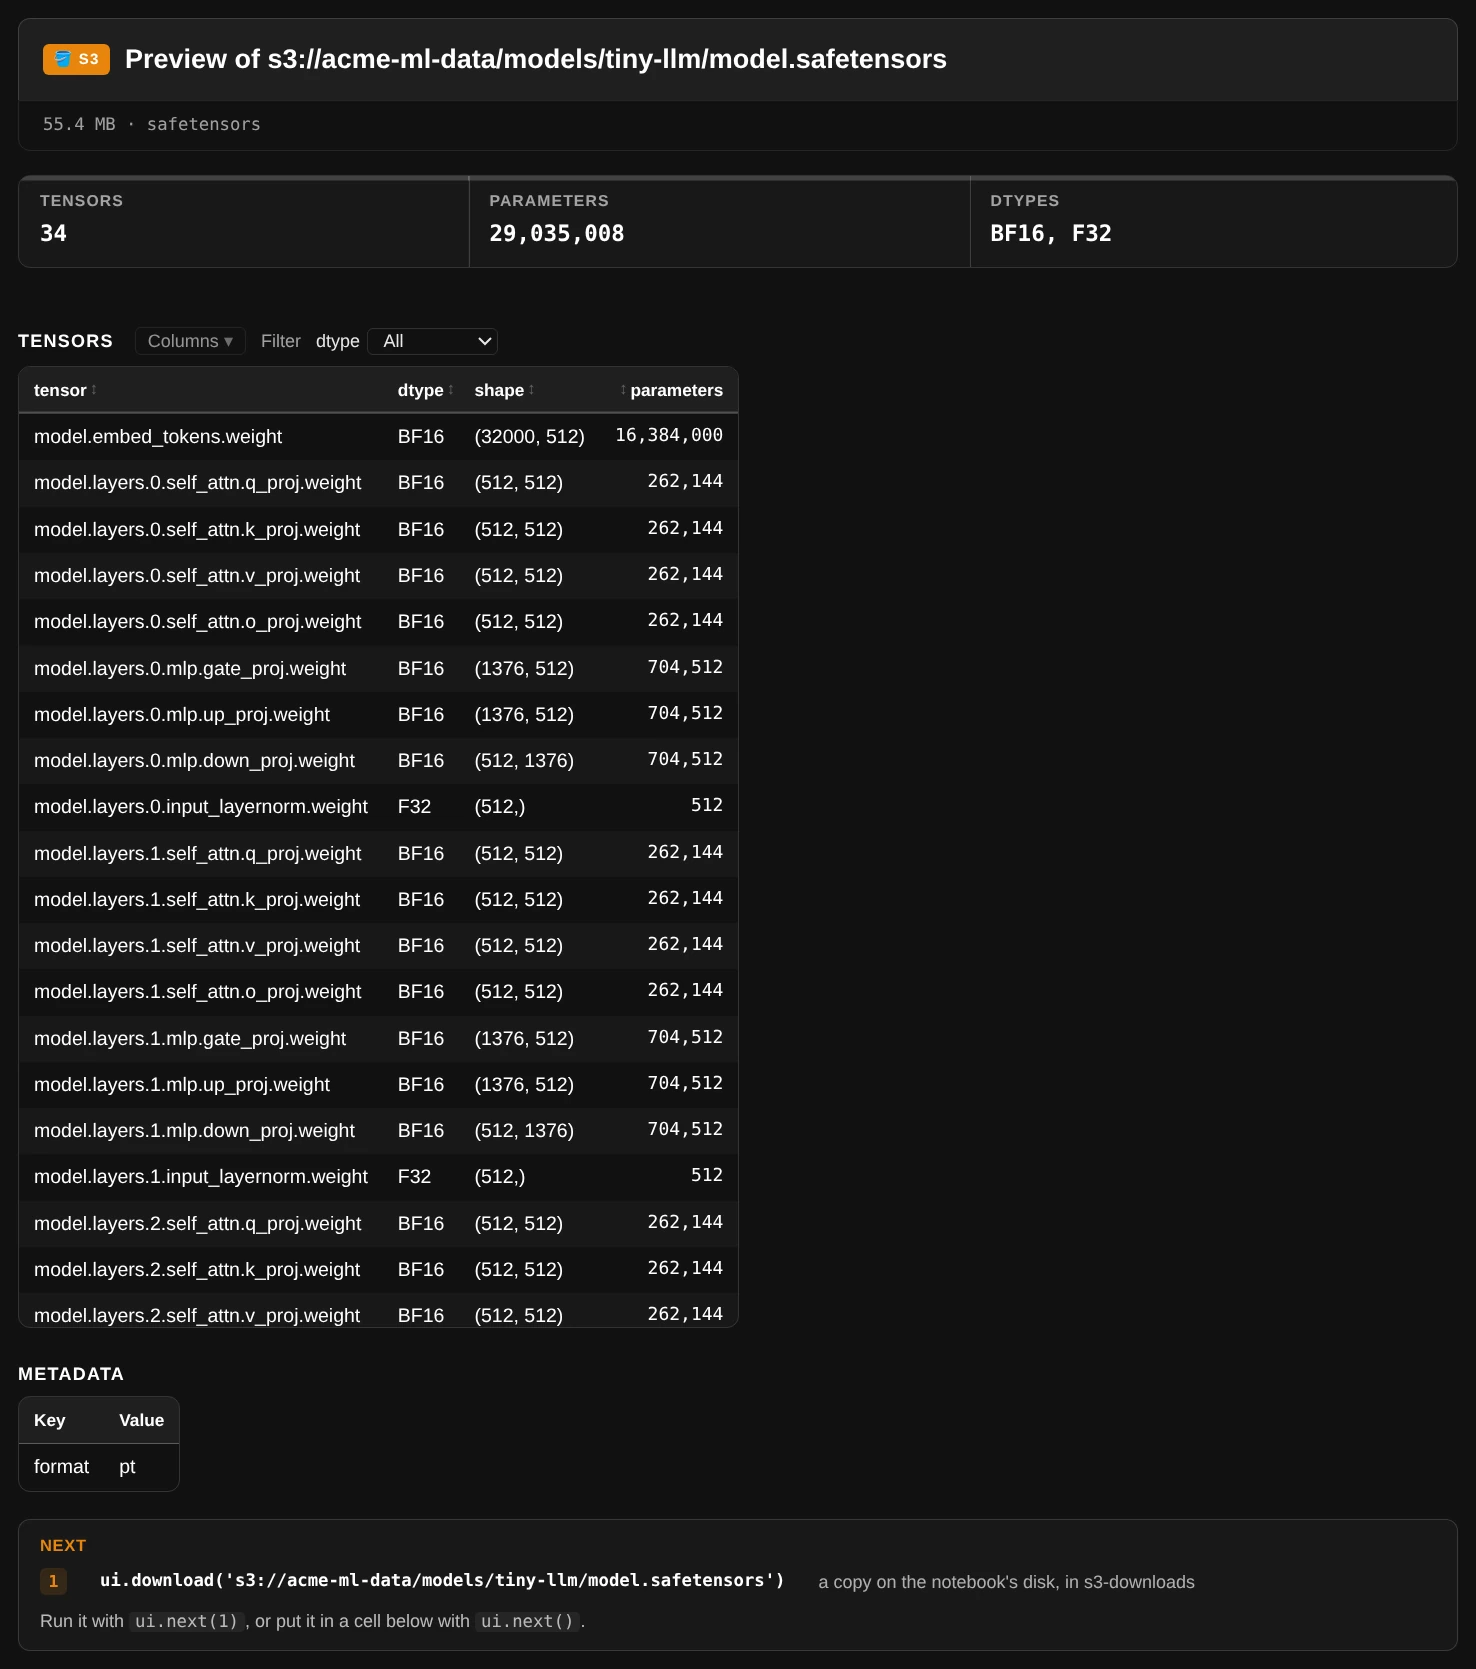 S3 Preview of s3://acme-ml-data/models/tiny-llm/model.safetensors
55.4 MB · safetensors
TENSORS PARAMETERS DTYPES
34 29,035,008 BF16, F32
TENSORS Columns ▾ Filter dtype All
tensor ↕ dtype ↕ shape ↕ ↕ parameters
model.embed_tokens.weight BF16 (32000, 512) 16,384,000
model.layers.0.self_attn.q_proj.weight BF16 (512, 512) 262,144
model.layers.0.self_attn.k_proj.weight BF16 (512, 512) 262,144
model.layers.0.self_attn.v_proj.weight BF16 (512, 512) 262,144
model.layers.0.self_attn.o_proj.weight BF16 (512, 512) 262,144
model.layers.0.mlp.gate_proj.weight BF16 (1376, 512) 704,512
model.layers.0.mlp.up_proj.weight BF16 (1376, 512) 704,512
model.layers.0.mlp.down_proj.weight BF16 (512, 1376) 704,512
model.layers.0.input_layernorm.weight F32 (512,) 512
model.layers.1.self_attn.q_proj.weight BF16 (512, 512) 262,144
model.layers.1.self_attn.k_proj.weight BF16 (512, 512) 262,144
model.layers.1.self_attn.v_proj.weight BF16 (512, 512) 262,144
model.layers.1.self_attn.o_proj.weight BF16 (512, 512) 262,144
model.layers.1.mlp.gate_proj.weight BF16 (1376, 512) 704,512
model.layers.1.mlp.up_proj.weight BF16 (1376, 512) 704,512
model.layers.1.mlp.down_proj.weight BF16 (512, 1376) 704,512
model.layers.1.input_layernorm.weight F32 (512,) 512
model.layers.2.self_attn.q_proj.weight BF16 (512, 512) 262,144
model.layers.2.self_attn.k_proj.weight BF16 (512, 512) 262,144
model.layers.2.self_attn.v_proj.weight BF16 (512, 512) 262,144
METADATA
Key Value
format pt
NEXT
1 ui.download('s3://acme-ml-data/models/tiny-llm/model.safetensors') a copy on the notebook's disk, in s3-downloads
Run it with ui.next(1), or put it in a cell below with ui.next().